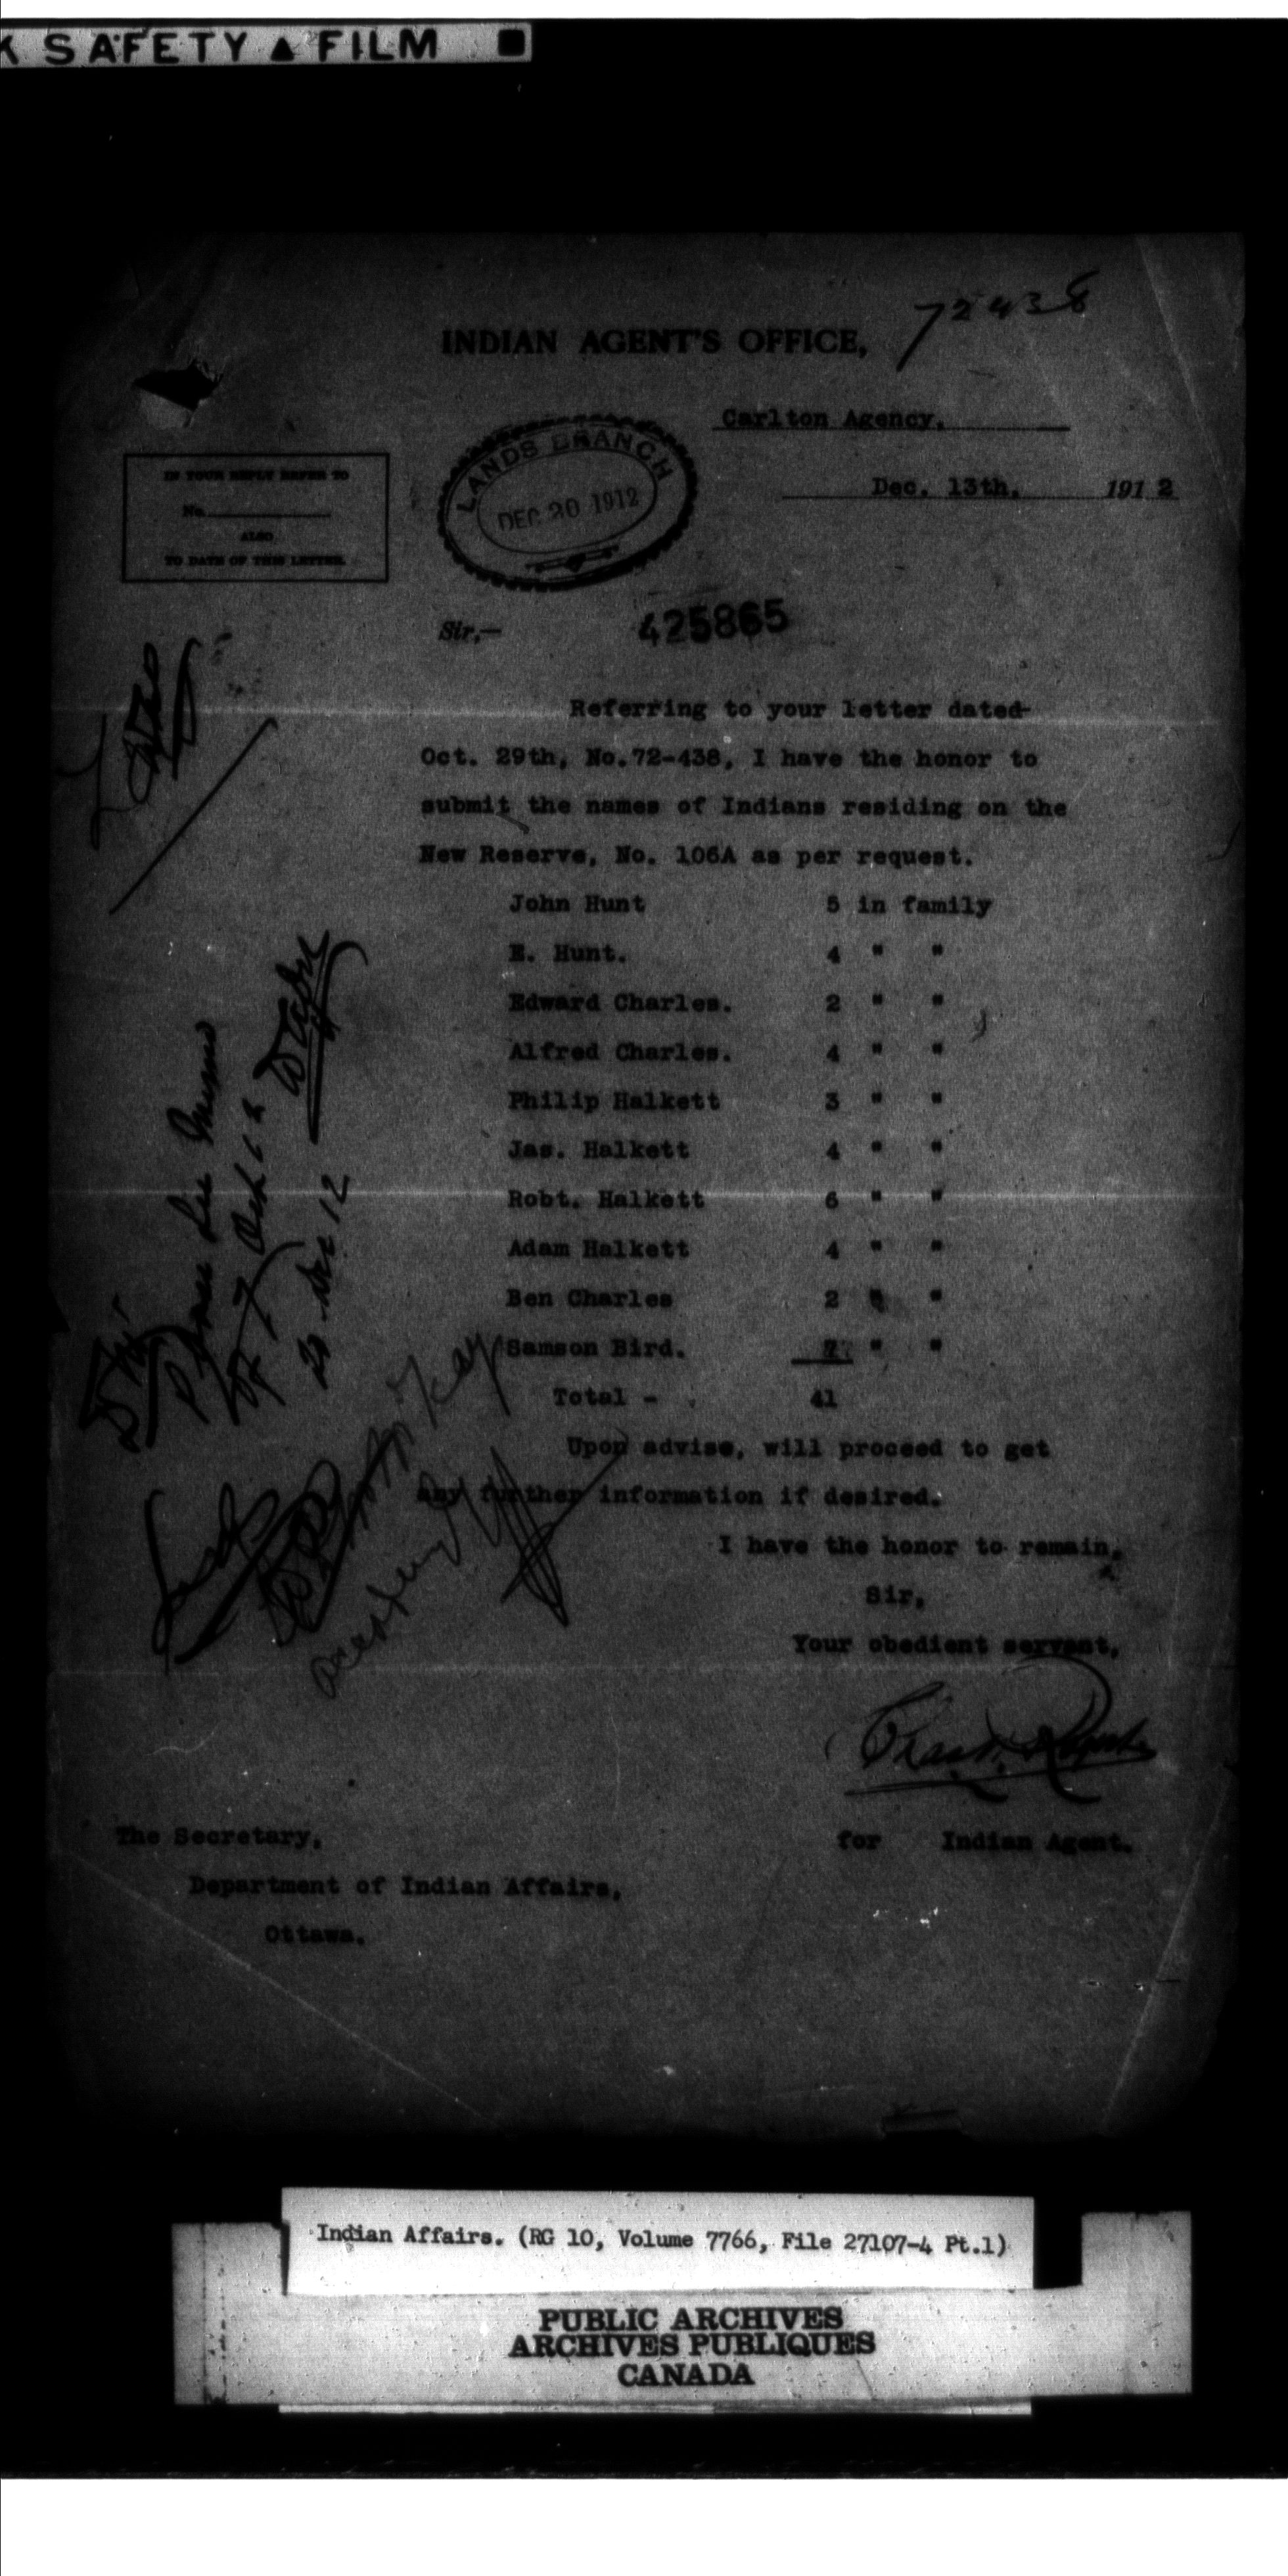 SAFETY ▲ FILM ■
72438
INDIAN AGENT'S OFFICE,
Carlton Agency.
LANDS BRANCH
DEC 20 1912
Dec. 13th. 191 2
IN YOUR REPLY REFER TO
No.
ALSO
TO DATE OF THIS LETTER.
Sir,— 425865
Referring to your letter dated
Oct. 29th, No.72-438, I have the honor to
submit the names of Indians residing on the
New Reserve, No. 106A as per request.
John Hunt 5 in family
E. Hunt. 4 " "
Edward Charles. 2 " "
Alfred Charles. 4 " "
Philip Halkett 3 " "
Jas. Halkett 4 " "
Robt. Halkett 6 " "
Adam Halkett 4 " "
Ben Charles 2 " "
Samson Bird. 7 " "
Total - 41
Upon advise, will proceed to get
any further information if desired.
I have the honor to remain,
Sir,
Your obedient servant,
for Indian Agent.
The Secretary,
Department of Indian Affairs,
Ottawa.
Indian Affairs. (RG 10, Volume 7766, File 27107-4 Pt.1)
PUBLIC ARCHIVES
ARCHIVES PUBLIQUES
CANADA